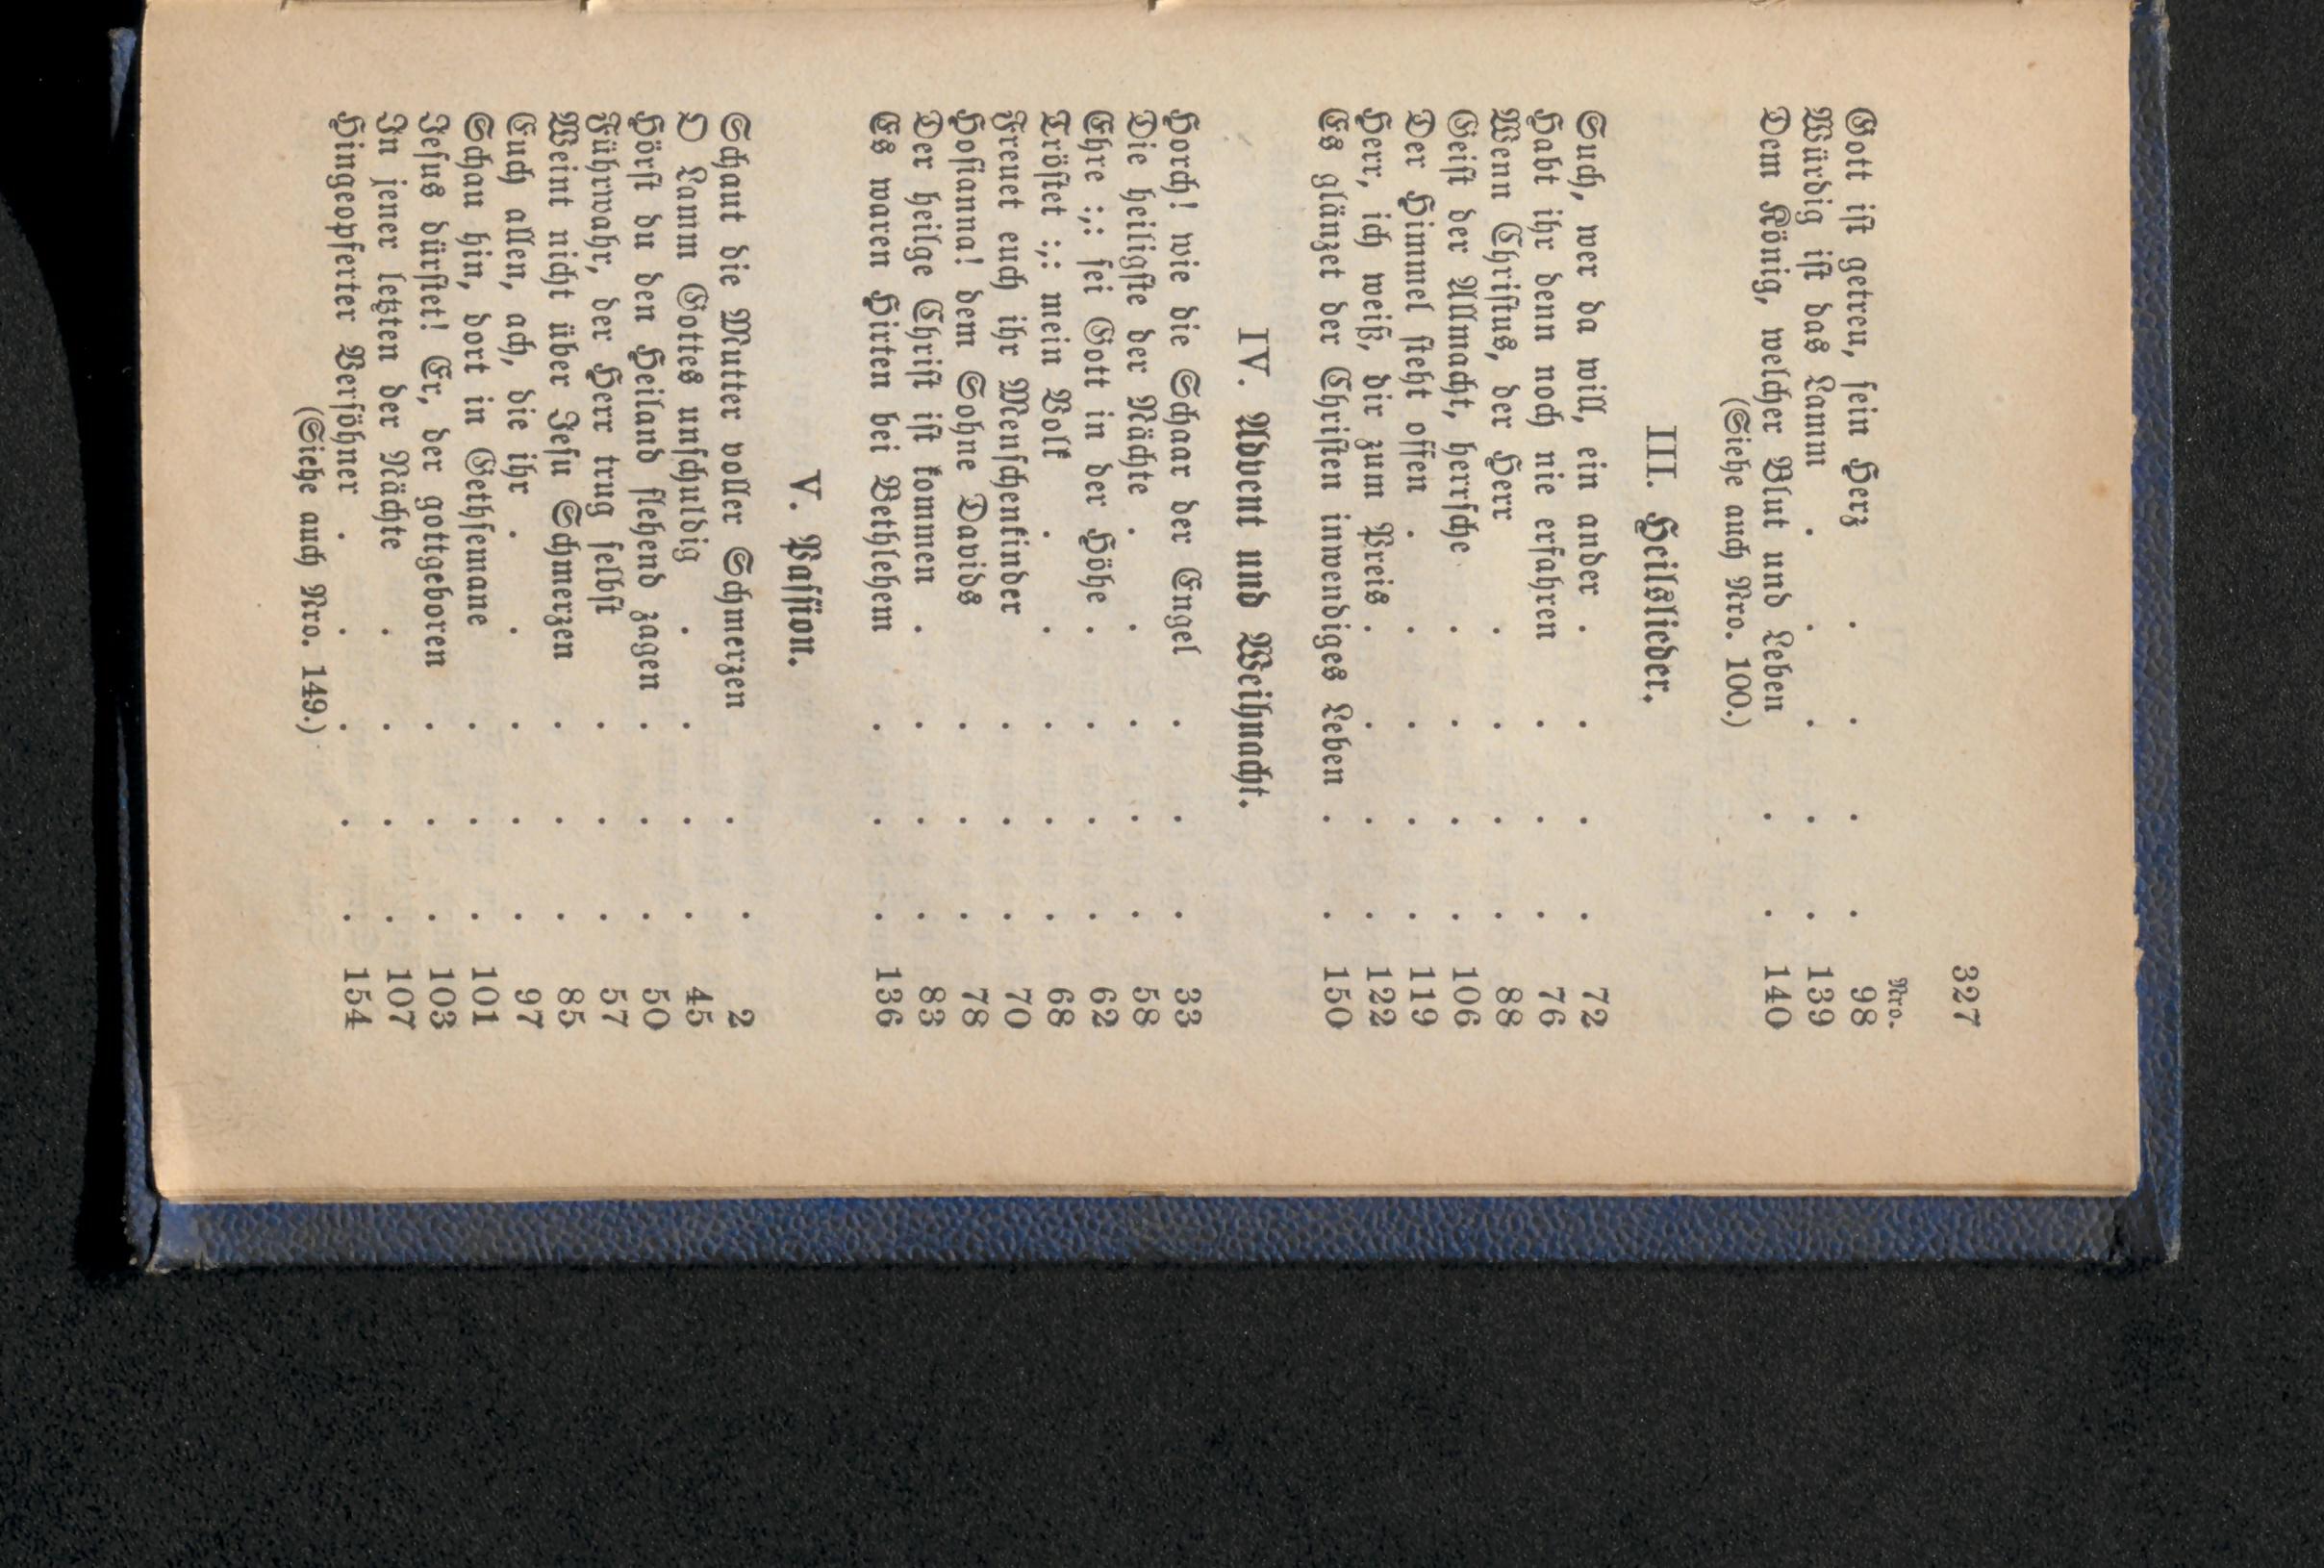 327
Nro.
Gott ist getreu, sein Herz . . . . 98
Würdig ist das Lamm . . . . . 139
Dem König, welcher Blut und Leben . . 140
(Siehe auch Nro. 100.)
III. Heilslieder.
Such, wer da will, ein ander . . . . 72
Habt ihr denn noch nie erfahren . . . 76
Wenn Christus, der Herr . . . . 88
Geist der Allmacht, herrsche . . . . 106
Der Himmel steht offen . . . . . 119
Herr, ich weiß, dir zum Preis . . . . 122
Es glänzet der Christen inwendiges Leben . . 150
IV. Advent und Weihnacht.
Horch! wie die Schaar der Engel . . . 33
Die heiligste der Nächte . . . . . 58
Ehre :,: sei Gott in der Höhe . . . . 62
Tröstet :,: mein Volk . . . . . 68
Freuet euch ihr Menschenkinder . . . 70
Hosianna! dem Sohne Davids . . . 78
Der heilge Christ ist kommen . . . . 83
Es waren Hirten bei Bethlehem . . . 136
V. Passion.
Schaut die Mutter voller Schmerzen . . 2
O Lamm Gottes unschuldig . . . . 45
Hörst du den Heiland flehend zagen . . . 50
Führwahr, der Herr trug selbst . . . 57
Weint nicht über Jesu Schmerzen . . . 85
Euch allen, ach, die ihr . . . . . 97
Schau hin, dort in Gethsemane . . . 101
Jesus dürstet! Er, der gottgeboren . . . 103
In jener letzten der Nächte . . . . 107
Hingeopferter Versöhner . . . . . 154
(Siehe auch Nro. 149.)